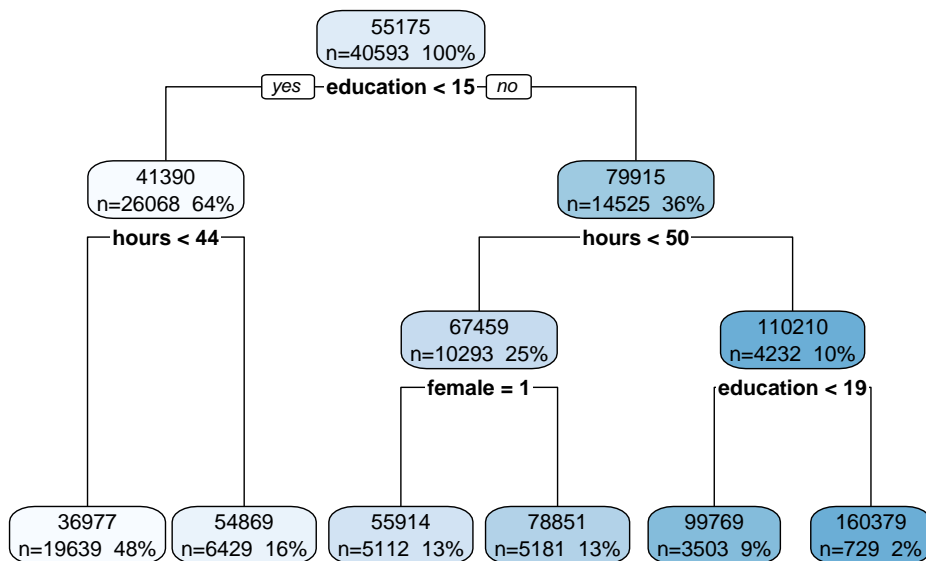 55175
n=40593 100%
yes education < 15 no
41390
n=26068 64%
79915
n=14525 36%
hours < 44
hours < 50
67459
n=10293 25%
110210
n=4232 10%
female = 1
education < 19
36977
n=19639 48%
54869
n=6429 16%
55914
n=5112 13%
78851
n=5181 13%
99769
n=3503 9%
160379
n=729 2%